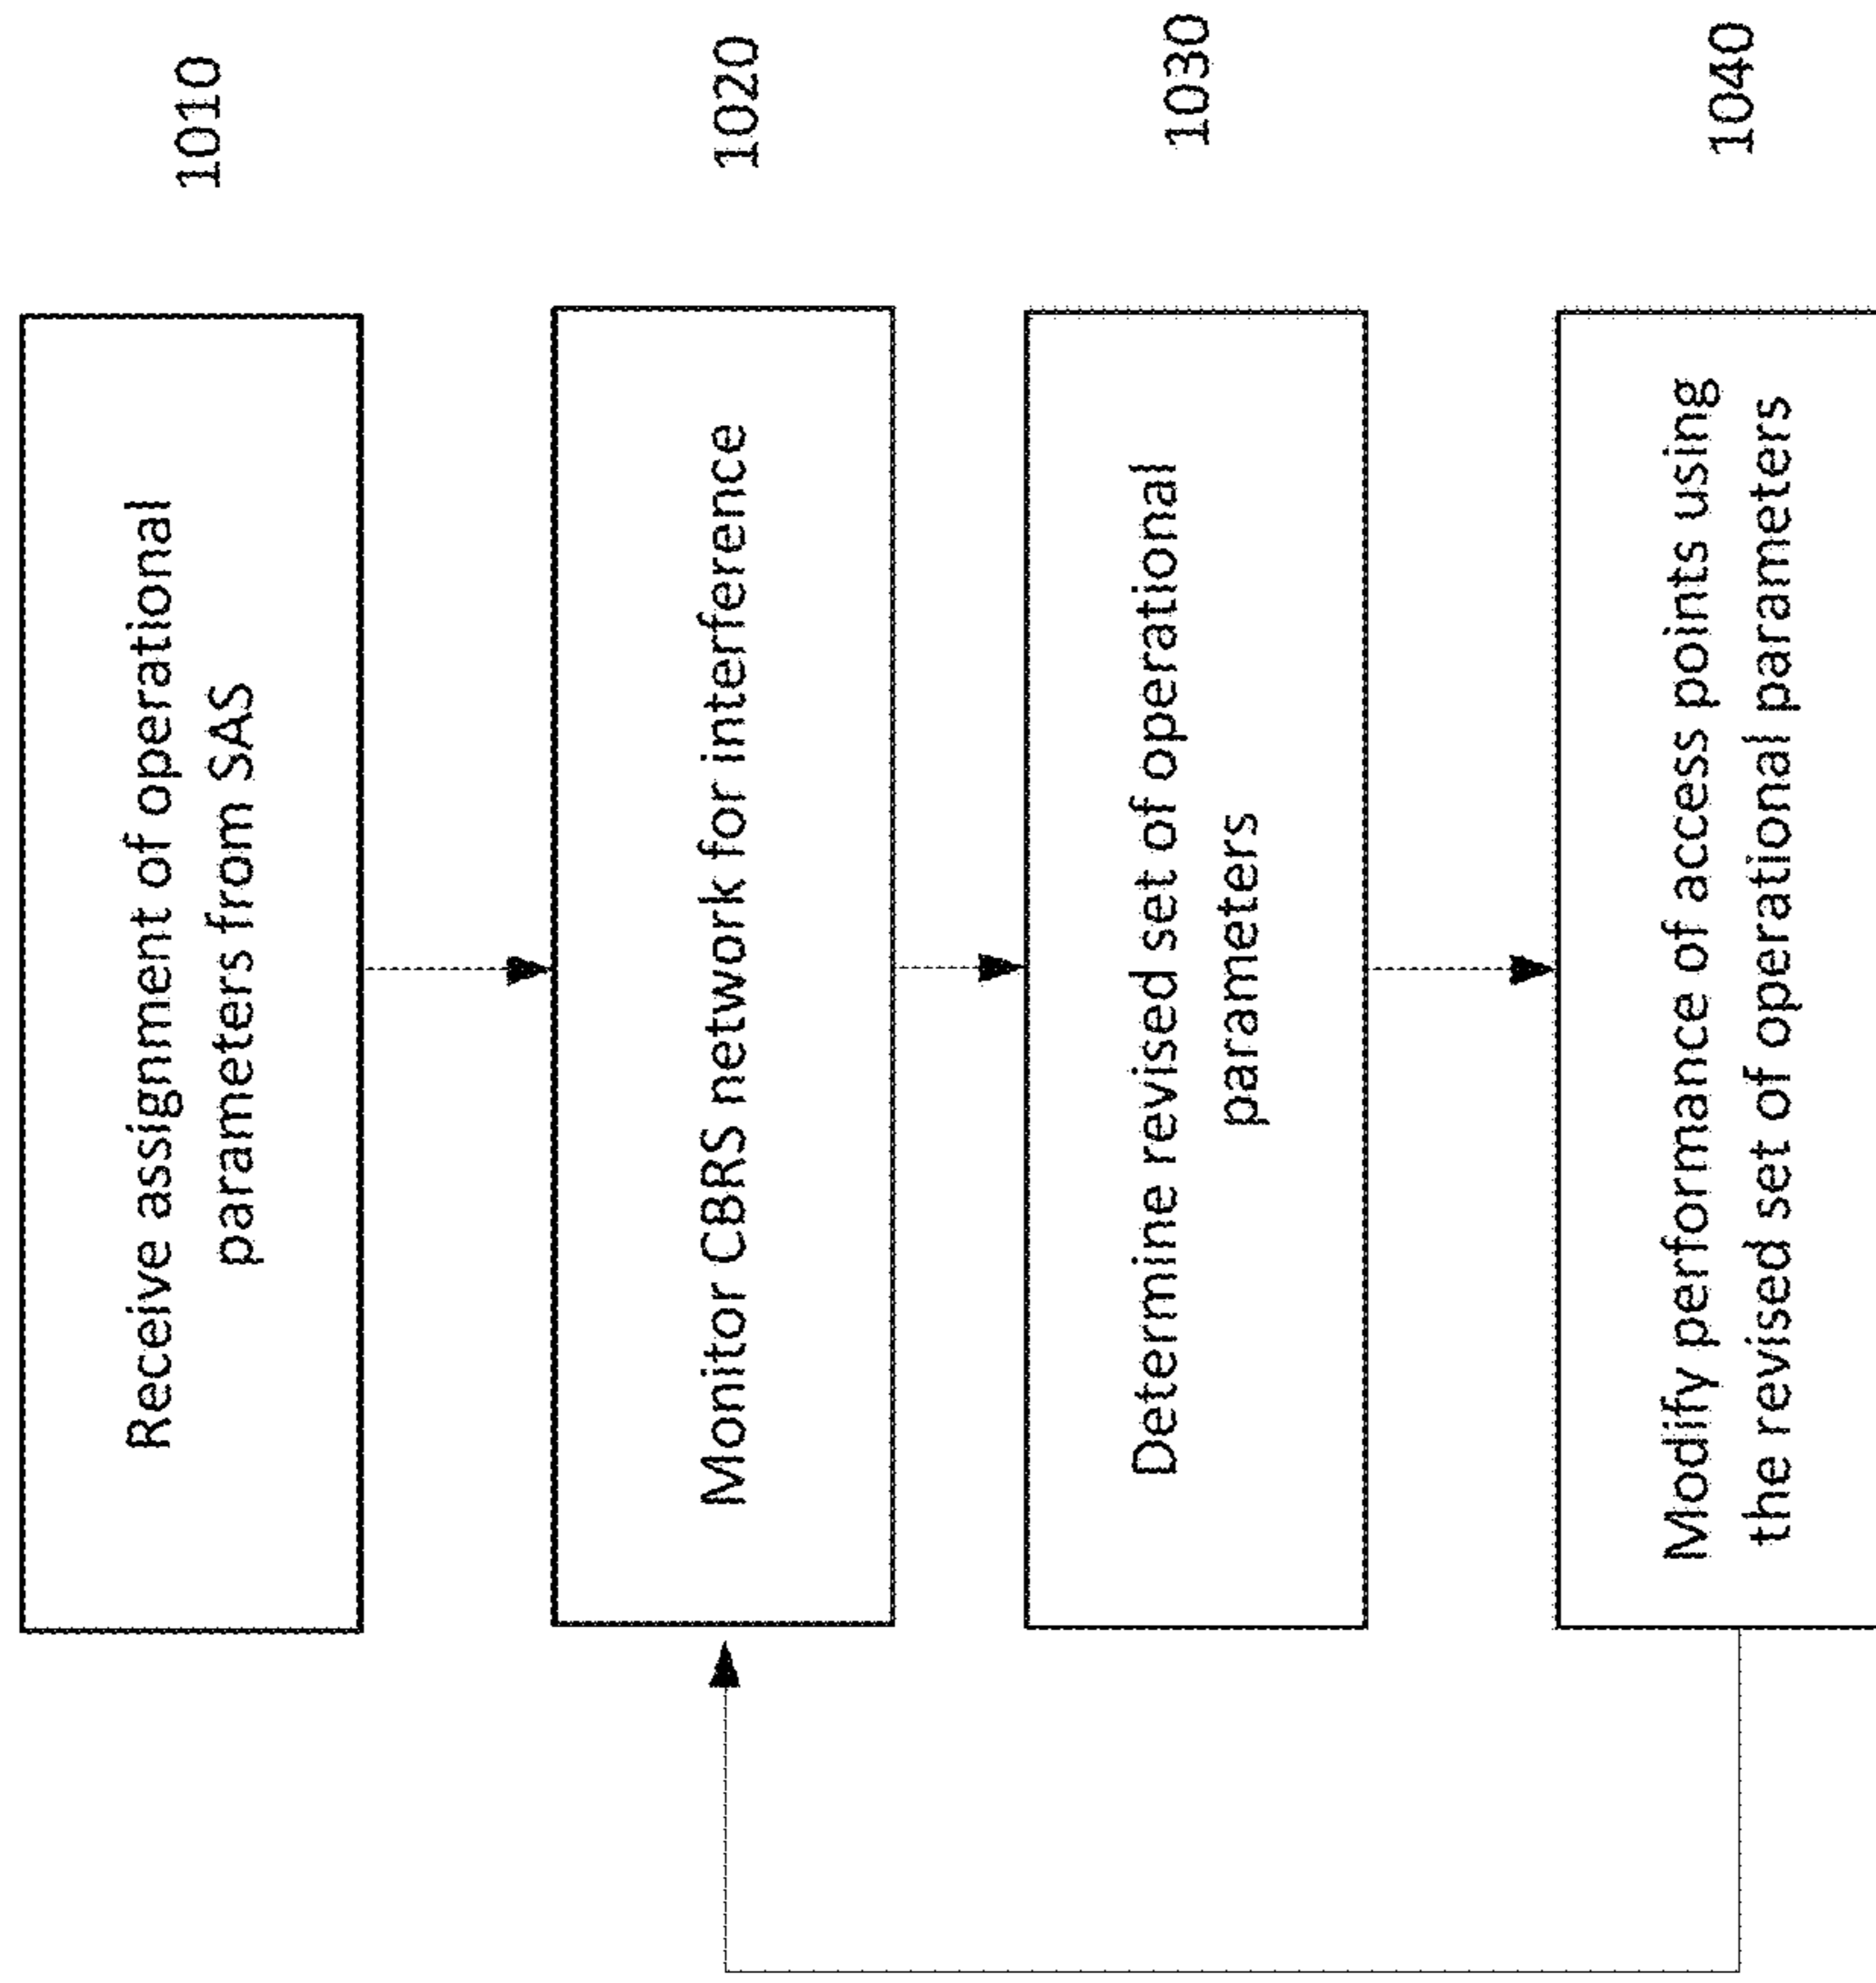 Receive assignment of operational
parameters from SAS
1010
Monitor CBRS network for interference
1020
Determine revised set of operational
parameters
1030
Modify performance of access points using
the revised set of operational parameters
1040